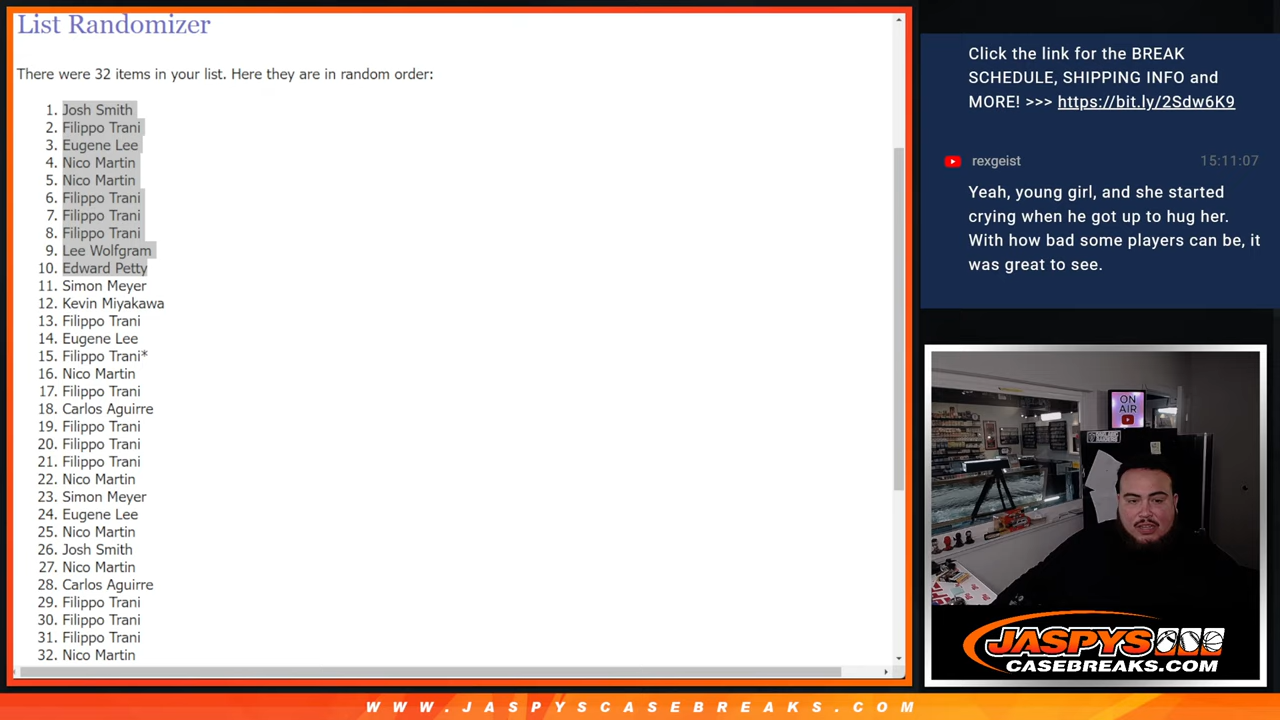 List Randomizer
There were 32 items in your list. Here they are in random order:
1. Josh Smith
2. Filippo Trani
3. Eugene Lee
4. Nico Martin
5. Nico Martin
6. Filippo Trani
7. Filippo Trani
8. Filippo Trani
9. Lee Wolfgram
10. Edward Petty
11. Simon Meyer
12. Kevin Miyakawa
13. Filippo Trani
14. Eugene Lee
15. Filippo Trani*
16. Nico Martin
17. Filippo Trani
18. Carlos Aguirre
19. Filippo Trani
20. Filippo Trani
21. Filippo Trani
22. Nico Martin
23. Simon Meyer
24. Eugene Lee
25. Nico Martin
26. Josh Smith
27. Nico Martin
28. Carlos Aguirre
29. Filippo Trani
30. Filippo Trani
31. Filippo Trani
32. Nico Martin
Click the link for the BREAK
SCHEDULE, SHIPPING INFO and
MORE! >>> https://bit.ly/2Sdw6K9
rexgeist 15:11:07
Yeah, young girl, and she started
crying when he got up to hug her.
With how bad some players can be, it
was great to see.
ON
AIR
JASPYS
CASEBREAKS.COM
WWW.JASPYSCASEBREAKS.COM